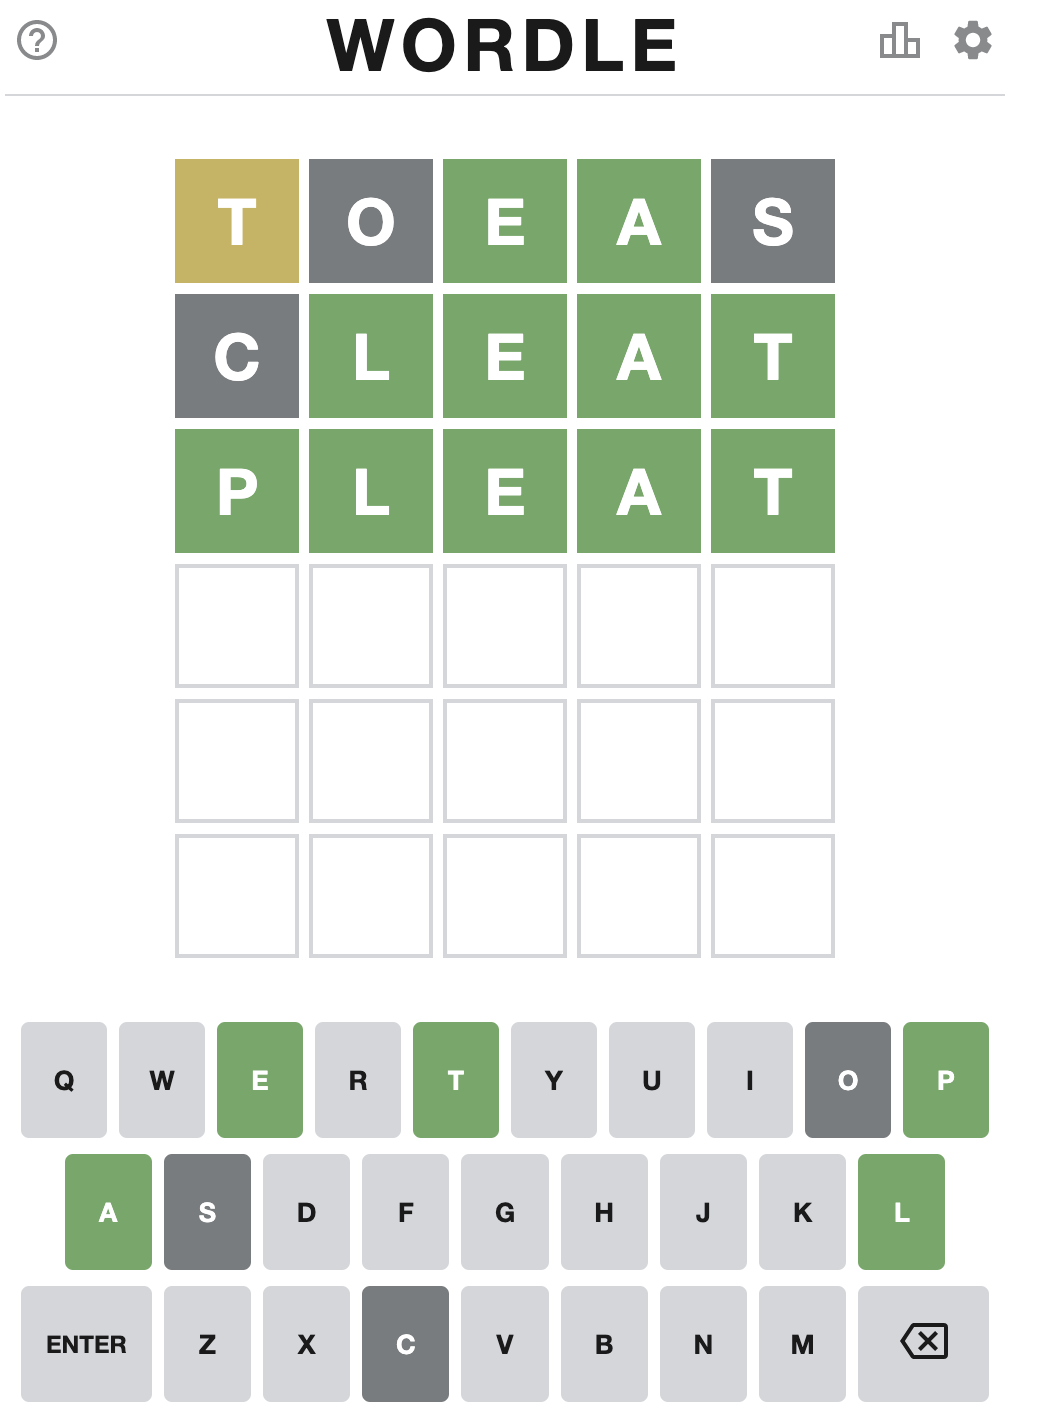 ?
WORDLE
T O E A S
C L E A T
P L E A T
Q W E R T Y U I O P
A S D F G H J K L
ENTER Z X C V B N M